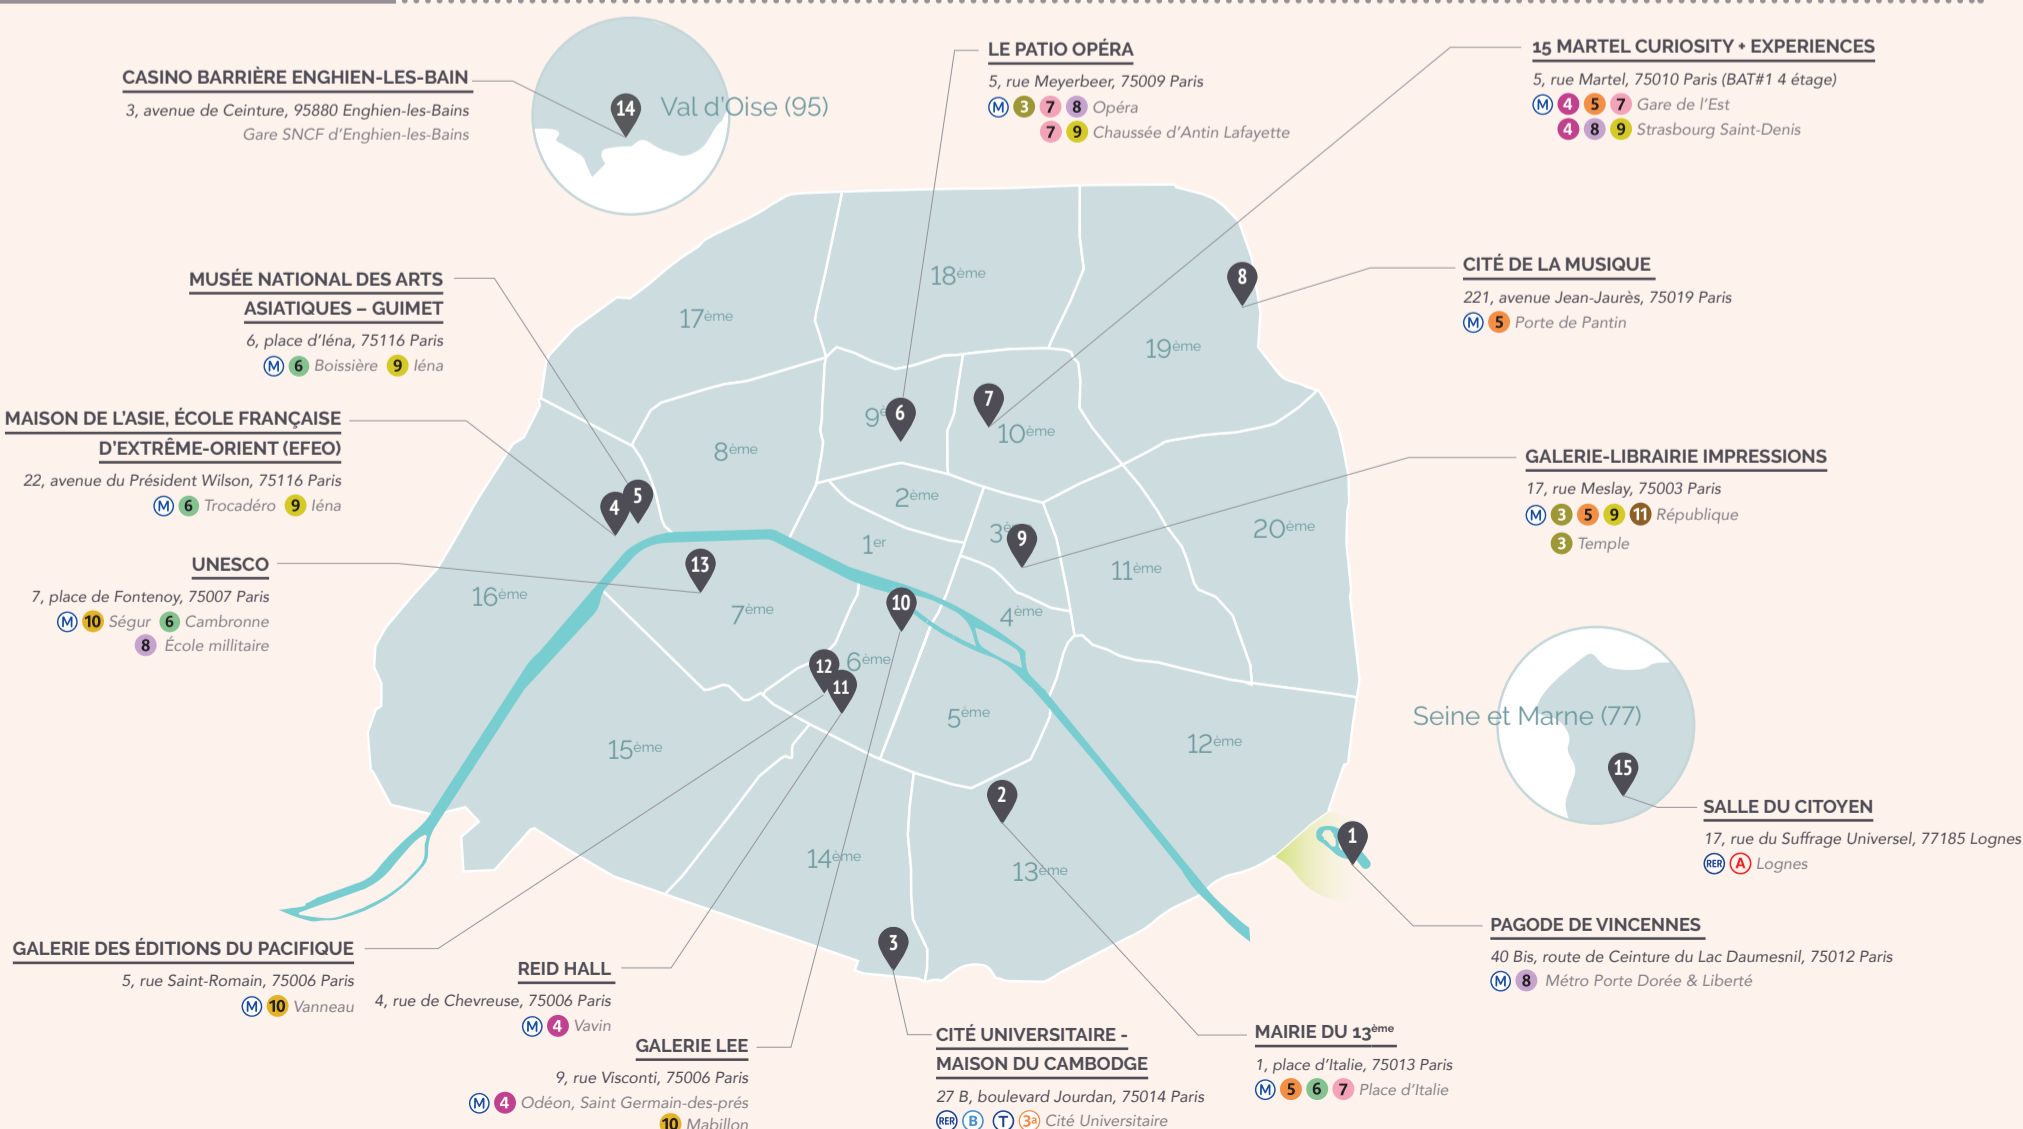 CASINO BARRIÈRE ENGHIEN-LES-BAIN
3, avenue de Ceinture, 95880 Enghien-les-Bains
Gare SNCF d'Enghien-les-Bains
14
Val d'Oise (95)
LE PATIO OPÉRA
5, rue Meyerbeer, 75009 Paris
M 3 7 8 Opéra
7 9 Chaussée d'Antin Lafayette
15 MARTEL CURIOSITY + EXPERIENCES
5, rue Martel, 75010 Paris (BAT#1 4 étage)
M 4 5 7 Gare de l'Est
4 8 9 Strasbourg Saint-Denis
MUSÉE NATIONAL DES ARTS
ASIATIQUES – GUIMET
6, place d'Iéna, 75116 Paris
M 6 Boissière 9 Iéna
CITÉ DE LA MUSIQUE
221, avenue Jean-Jaurès, 75019 Paris
M 5 Porte de Pantin
MAISON DE L'ASIE, ÉCOLE FRANÇAISE
D'EXTRÊME-ORIENT (EFEO)
22, avenue du Président Wilson, 75116 Paris
M 6 Trocadéro 9 Iéna
GALERIE-LIBRAIRIE IMPRESSIONS
17, rue Meslay, 75003 Paris
M 3 5 9 11 République
3 Temple
UNESCO
7, place de Fontenoy, 75007 Paris
M 10 Ségur 6 Cambronne
8 École millitaire
18ème
8
17ème
19ème
9è
6
7
10ème
8ème
4
5
2ème
3è
9
20ème
1er
11ème
13
16ème
7ème
10
4ème
12
6ème
11
5ème
15ème
12ème
2
14ème
13ème
1
3
Seine et Marne (77)
15
SALLE DU CITOYEN
17, rue du Suffrage Universel, 77185 Lognes
RER A Lognes
PAGODE DE VINCENNES
40 Bis, route de Ceinture du Lac Daumesnil, 75012 Paris
M 8 Métro Porte Dorée & Liberté
GALERIE DES ÉDITIONS DU PACIFIQUE
5, rue Saint-Romain, 75006 Paris
M 10 Vanneau
REID HALL
4, rue de Chevreuse, 75006 Paris
M 4 Vavin
GALERIE LEE
9, rue Visconti, 75006 Paris
M 4 Odéon, Saint Germain-des-prés
10 Mabillon
CITÉ UNIVERSITAIRE -
MAISON DU CAMBODGE
27 B, boulevard Jourdan, 75014 Paris
RER B T 3a Cité Universitaire
MAIRIE DU 13ème
1, place d'Italie, 75013 Paris
M 5 6 7 Place d'Italie